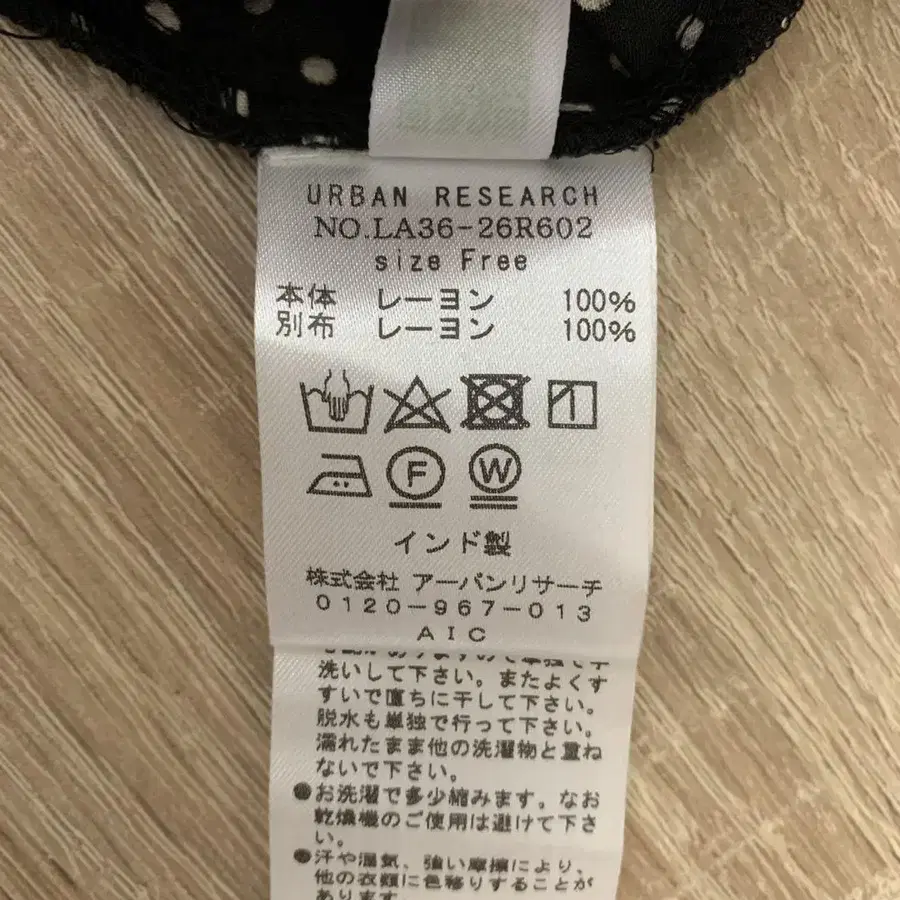 URBAN RESEARCH
NO.LA36-26R602
size Free
本体 レーヨン 100%
別布 レーヨン 100%
F W
インド製
株式会社 アーバンリサーチ
0120-967-013
AIC
洗いして下さい。またよくす
すいで直ちに干して下さい。
脱水も単独で行って下さい。
濡れたまま他の洗濯物と重ね
ないで下さい。
●お洗濯で多少縮みます。なお
乾燥機のご使用は避けて下さ
い。
●汗や湿気、強い摩擦により、
他の衣類に色移りすることが
あります